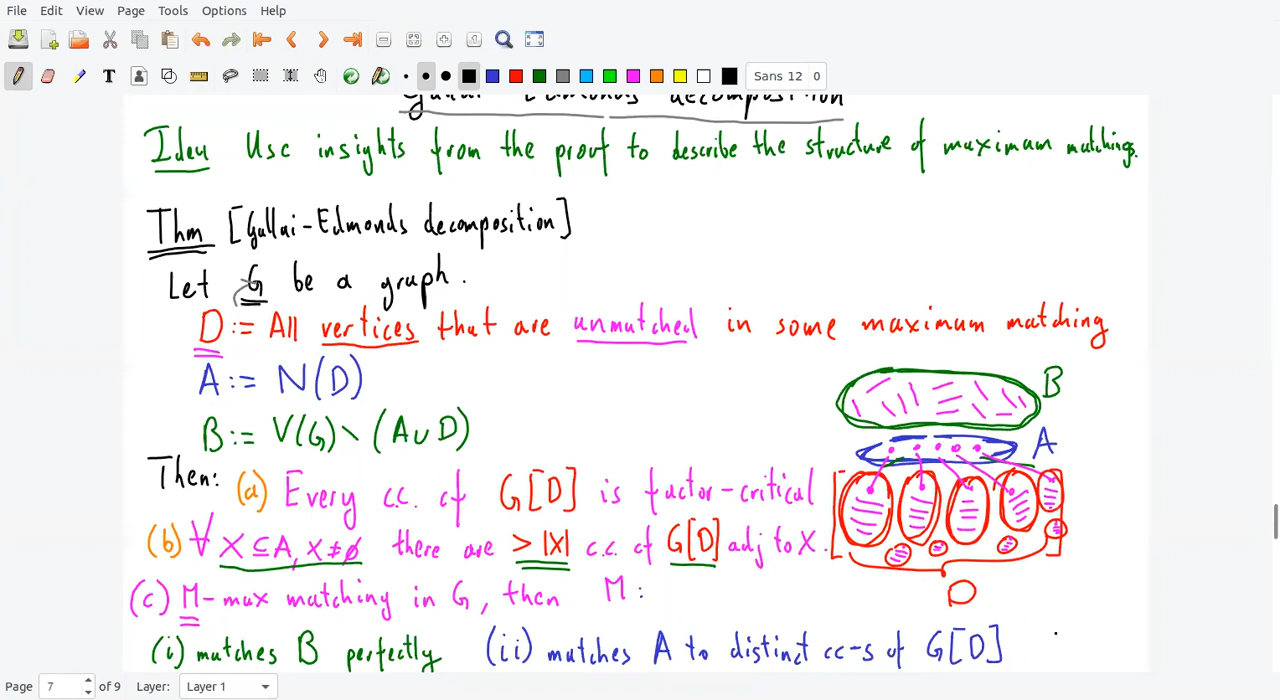 File Edit View Page Tools Options Help
Sans 12 0
Gallai Edmonds decomposition
Idea Use insights from the proof to describe the structure of maximum matchings.
Thm [Gallai-Edmonds decomposition]
Let G be a graph.
D := All vertices that are unmatched in some maximum matching
A := N(D)
B
B := V(G) \ (A ∪ D)
A
Then: (a) Every c.c. of G[D] is factor-critical
(b) ∀ X ⊆ A, X ≠ ∅ there are > |X| c.c. of G[D] adj to X.
D
(c) M-max matching in G, then M:
(i) matches B perfectly (ii) matches A to distinct cc-s of G[D]
Page 7 of 9 Layer: Layer 1